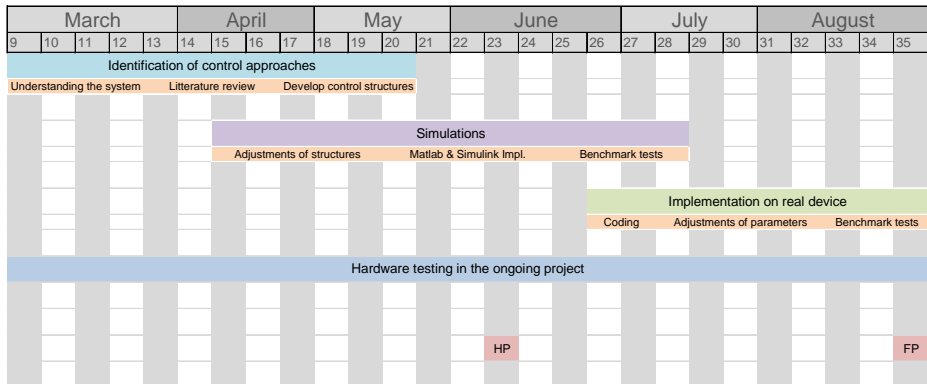 March April May June July August
9 10 11 12 13 14 15 16 17 18 19 20 21 22 23 24 25 26 27 28 29 30 31 32 33 34 35
Identification of control approaches
Understanding the system Litterature review Develop control structures
Simulations
Adjustments of structures Matlab & Simulink Impl. Benchmark tests
Implementation on real device
Coding Adjustments of parameters Benchmark tests
Hardware testing in the ongoing project
HP FP